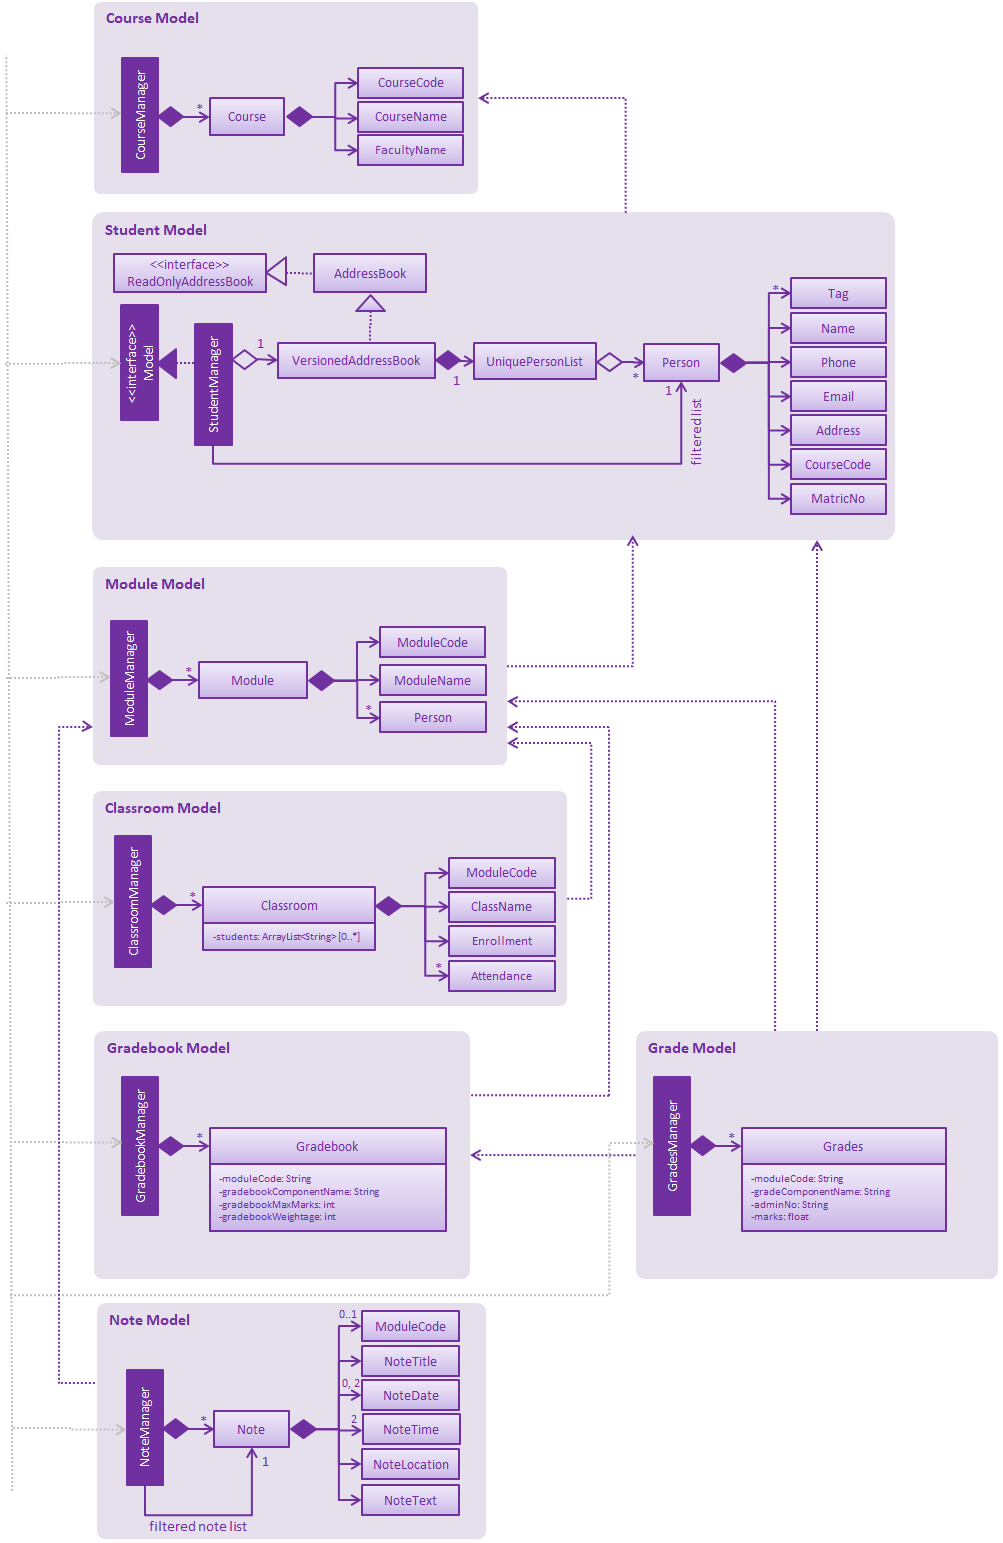 Course Model
CourseManager
*
Course
CourseCode
CourseName
FacultyName
Student Model
<<interface>>
ReadOnlyAddressBook
AddressBook
<<interface>>
Model
StudentManager
1
VersionedAddressBook
1
UniquePersonList
*
Person
1
filtered list
*
Tag
Name
Phone
Email
Address
CourseCode
MatricNo
Module Model
ModuleManager
*
Module
ModuleCode
ModuleName
*
Person
Classroom Model
ClassroomManager
*
Classroom
-students: ArrayList<String> [0..*]
ModuleCode
ClassName
Enrollment
*
Attendance
Gradebook Model
GradebookManager
*
Gradebook
-moduleCode: String
-gradebookComponentName: String
-gradebookMaxMarks: int
-gradebookWeightage: int
Grade Model
GradesManager
*
Grades
-moduleCode: String
-gradeComponentName: String
-adminNo: String
-marks: float
Note Model
NoteManager
*
Note
1
filtered note list
0..1
ModuleCode
NoteTitle
0, 2
NoteDate
2
NoteTime
NoteLocation
NoteText